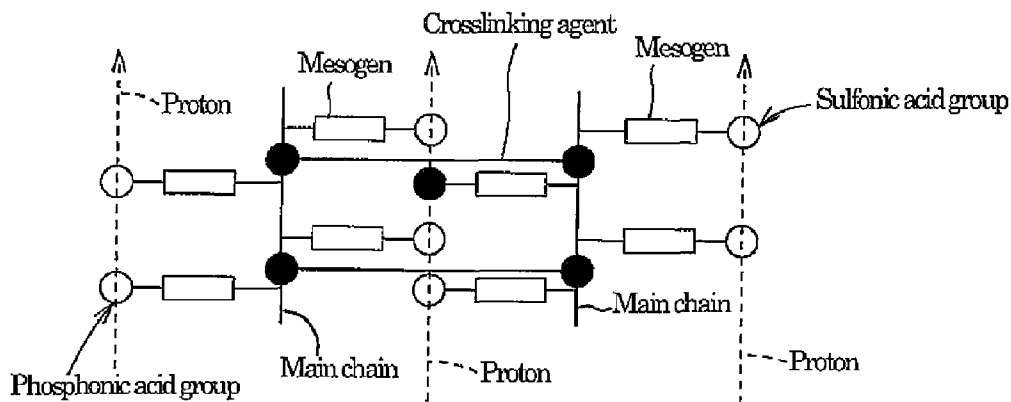 Crosslinking agent
Mesogen
Mesogen
Proton
Sulfonic acid group
Main chain
Main chain
Proton
Proton
Phosphonic acid group